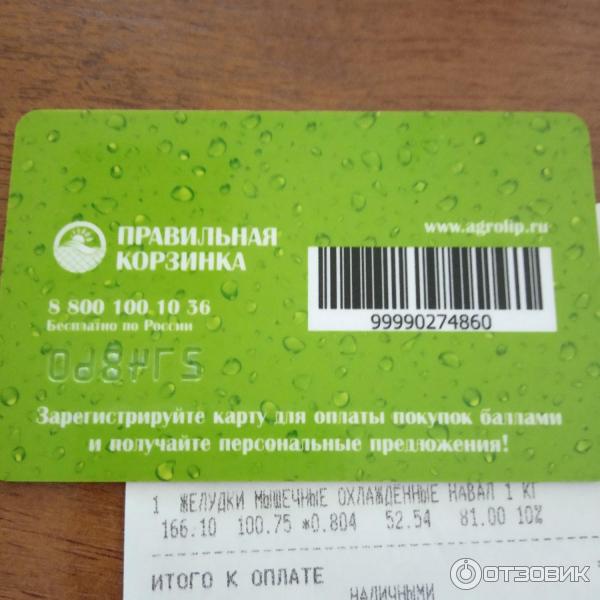 ПРАВИЛЬНАЯ
КОРЗИНКА
www.agrolip.ru
8 800 100 10 36
Бесплатно по России
99990274860
Зарегистрируйте карту для оплаты покупок баллами
и получайте персональные предложения!
1 ЖЕЛУДКИ МЫШЕЧНЫЕ ОХЛАЖДЕННЫЕ НАВАЛ 1 КГ
166.10 100.75 *0.804 52.54 81.00 10%
ИТОГО К ОПЛАТЕ
НАЛИЧНЫМИ
ОТЗОВИК